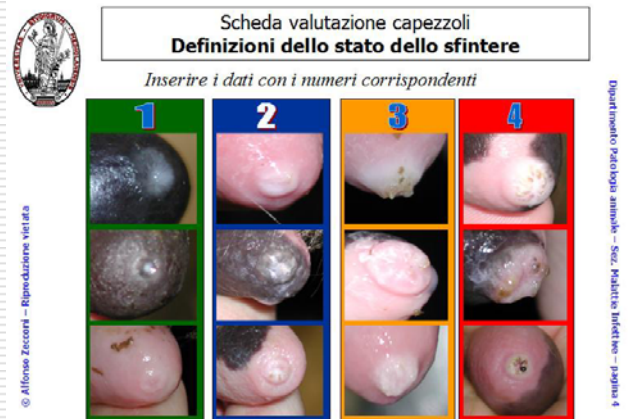 Scheda valutazione capezzoli
Definizioni dello stato dello sfintere
Inserire i dati con i numeri corrispondenti
1 2 3 4
© Alfonso Zecconi – Riproduzione vietata
Dipartimento Patologia animale – Sez. Malattie Infettive – pagina 4